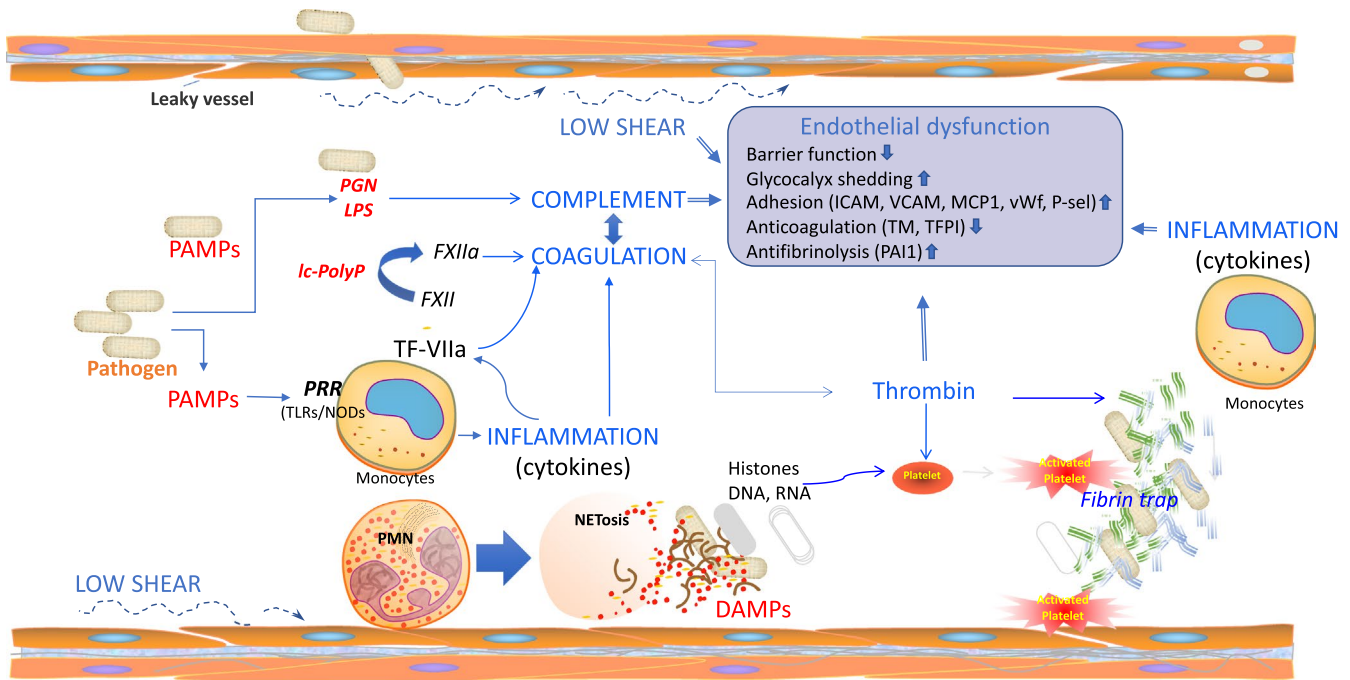 Leaky vessel
LOW SHEAR
Endothelial dysfunction
Barrier function
Glycocalyx shedding
Adhesion (ICAM, VCAM, MCP1, vWf, P-sel)
Anticoagulation (TM, TFPI)
Antifibrinolysis (PAI1)
PGN
LPS
COMPLEMENT
PAMPs
FXIIa
COAGULATION
lc-PolyP
FXII
INFLAMMATION
(cytokines)
Monocytes
TF-VIIa
Pathogen
PAMPs
PRR
(TLRs/NODs
Monocytes
INFLAMMATION
(cytokines)
Thrombin
Histones
DNA, RNA
Platelet
Activated
Platelet
Fibrin trap
PMN
NETosis
DAMPs
LOW SHEAR
Activated
Platelet